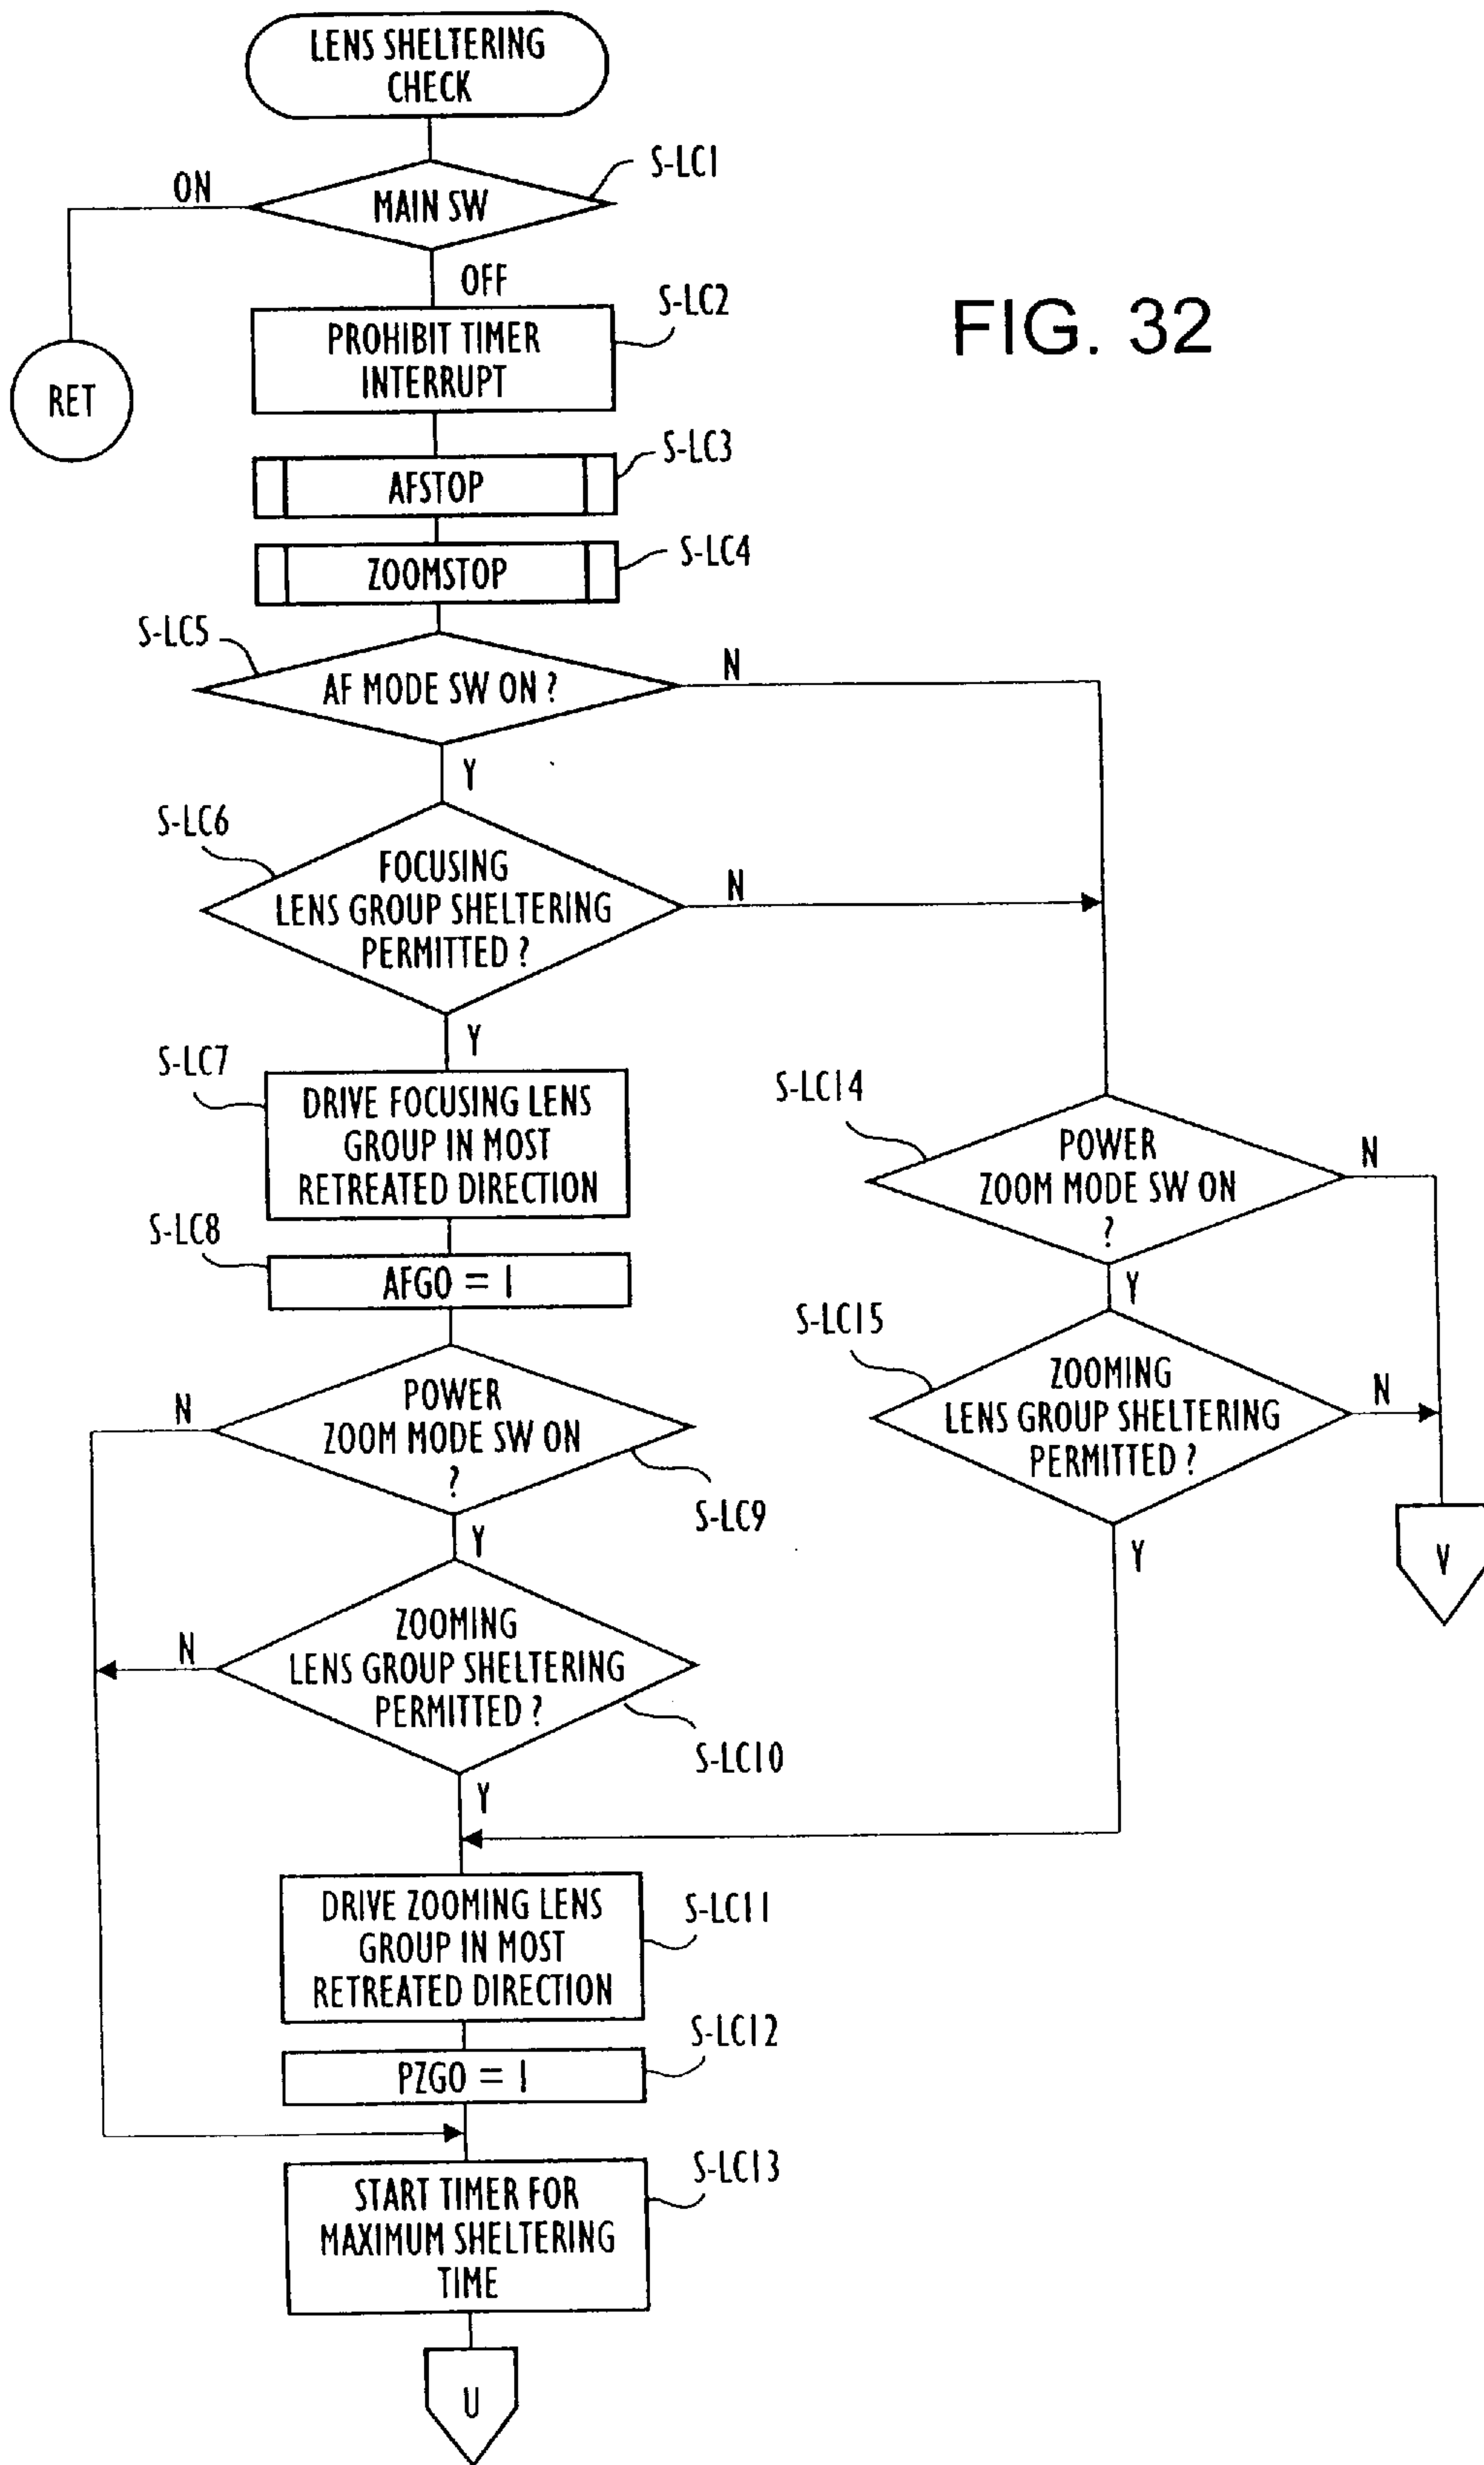 LENS SHELTERING
CHECK
S-LC1
ON
MAIN SW
OFF
S-LC2
PROHIBIT TIMER
INTERRUPT
FIG. 32
RET
S-LC3
AFSTOP
S-LC4
ZOOMSTOP
S-LC5
AF MODE SW ON ?
N
Y
S-LC6
FOCUSING
LENS GROUP SHELTERING
PERMITTED ?
N
Y
S-LC7
DRIVE FOCUSING LENS
GROUP IN MOST
RETREATED DIRECTION
S-LC8
AFGO = 1
POWER
ZOOM MODE SW ON
?
N
S-LC9
Y
ZOOMING
LENS GROUP SHELTERING
PERMITTED ?
N
S-LC10
Y
S-LC14
POWER
ZOOM MODE SW ON
?
N
Y
S-LC15
ZOOMING
LENS GROUP SHELTERING
PERMITTED ?
N
Y
V
DRIVE ZOOMING LENS
GROUP IN MOST
RETREATED DIRECTION
S-LC11
S-LC12
PZGO = 1
S-LC13
START TIMER FOR
MAXIMUM SHELTERING
TIME
U